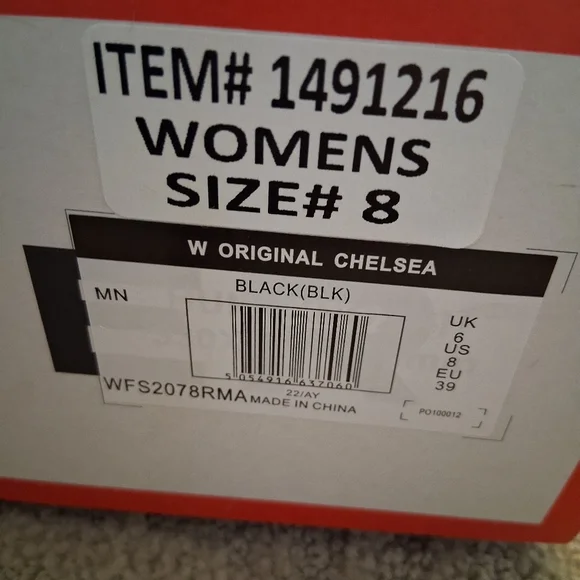 ITEM# 1491216
WOMENS
SIZE# 8
W ORIGINAL CHELSEA
BLACK(BLK)
MN
UK
6
US
8
EU
39
5 054916 637060
22/AY
WFS2078RMA MADE IN CHINA
PO100012